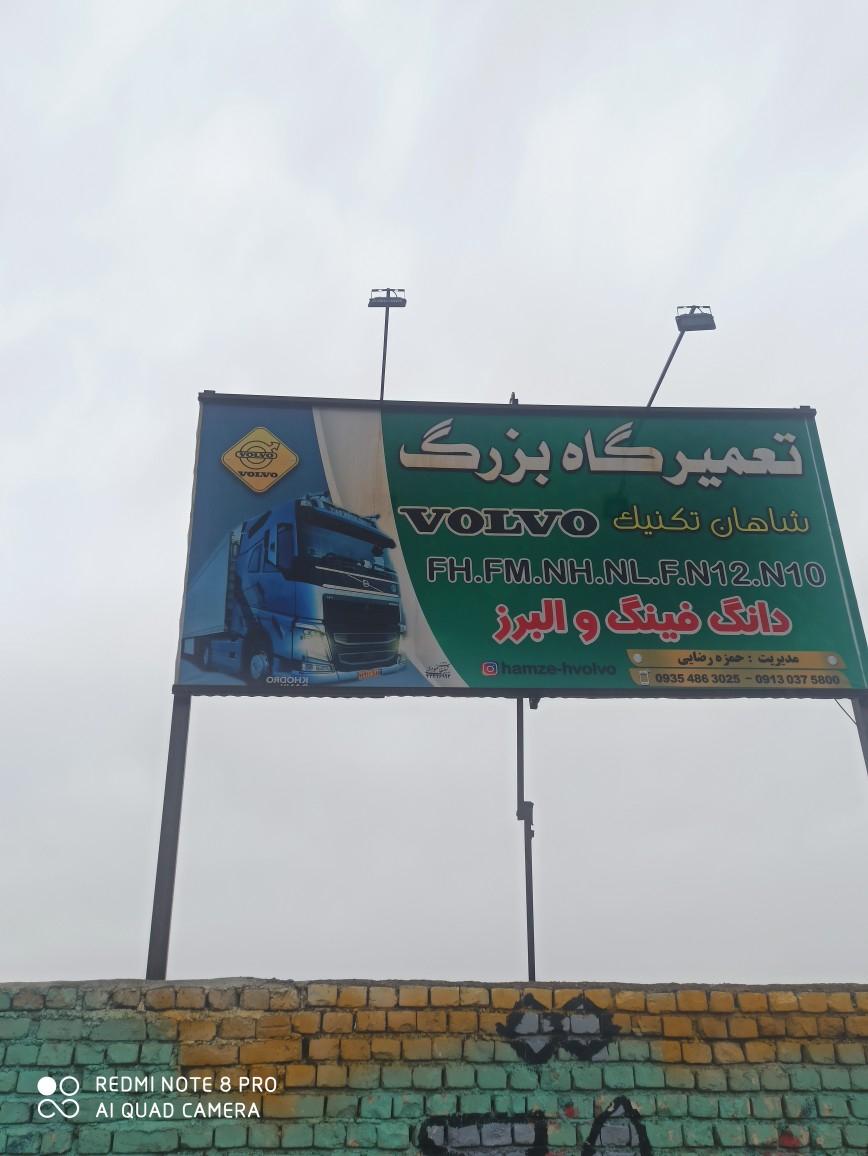 تعمیرگاه بزرگ
شاهان تکنیک VOLVO
FH.FM.NH.NL.F.N12.N10
دانگ فینگ و البرز
hamze-hvolvo
مدیریت : حمزه رضایی
0935 486 3025 - 0913 037 5800
VOLVO
VOLVO
KHODRO
REDMI NOTE 8 PRO
AI QUAD CAMERA